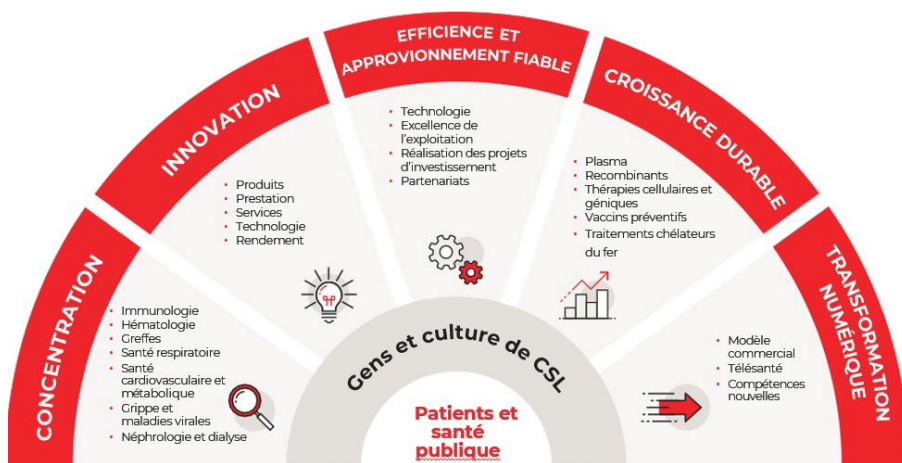 CONCENTRATION
• Immunologie
• Hématologie
• Greffes
• Santé respiratoire
• Santé
cardiovasculaire et
métabolique
• Grippe et
maladies virales
• Néphrologie et dialyse
INNOVATION
• Produits
• Prestation
• Services
• Technologie
• Rendement
EFFICIENCE ET
APPROVIONNEMENT FIABLE
• Technologie
• Excellence de
l'exploitation
• Réalisation des projets
d'investissement
• Partenariats
CROISSANCE DURABLE
• Plasma
• Recombinants
• Thérapies cellulaires et
géniques
• Vaccins préventifs
• Traitements chélateurs
du fer
TRANSFORMATION
NUMÉRIQUE
• Modèle
commercial
• Télésanté
• Compétences
nouvelles
Gens et culture de CSL
Patients et
santé
publique